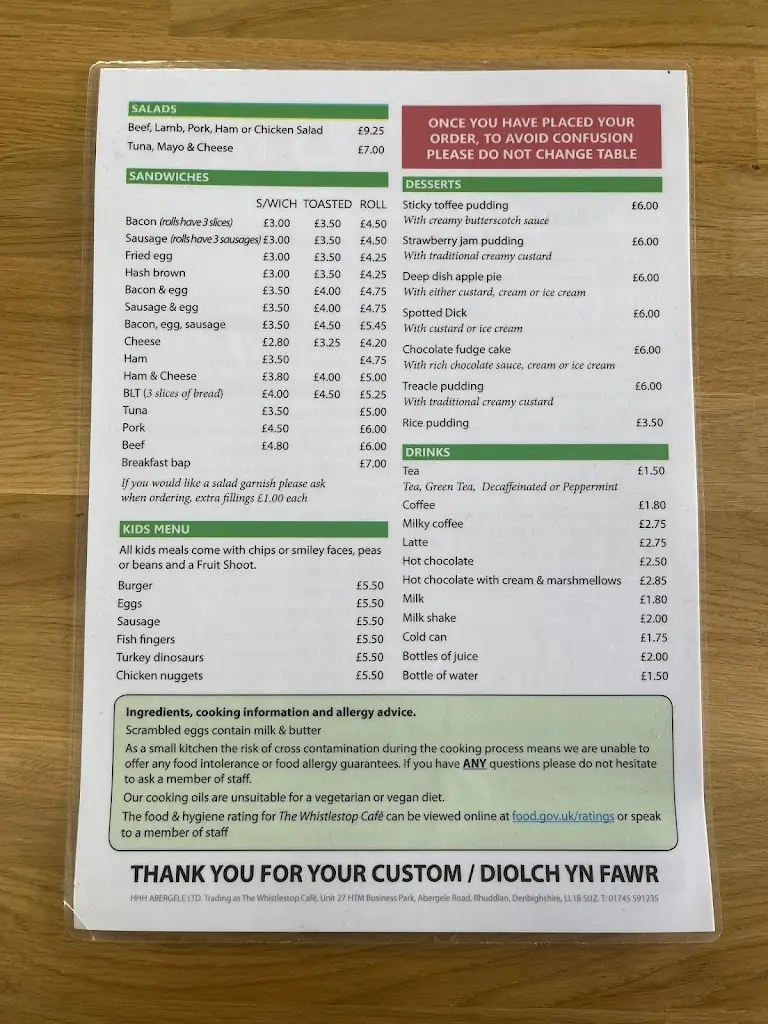 SALADS
Beef, Lamb, Pork, Ham or Chicken Salad £9.25
Tuna, Mayo & Cheese £7.00
SANDWICHES
S/WICH TOASTED ROLL
Bacon (rolls have 3 slices) £3.00 £3.50 £4.50
Sausage (rolls have 3 sausages) £3.00 £3.50 £4.50
Fried egg £3.00 £3.50 £4.25
Hash brown £3.00 £3.50 £4.25
Bacon & egg £3.50 £4.00 £4.75
Sausage & egg £3.50 £4.00 £4.75
Bacon, egg, sausage £3.50 £4.50 £5.45
Cheese £2.80 £3.25 £4.20
Ham £3.50 £4.75
Ham & Cheese £3.80 £4.00 £5.00
BLT (3 slices of bread) £4.00 £4.50 £5.25
Tuna £3.50 £5.00
Pork £4.50 £6.00
Beef £4.80 £6.00
Breakfast bap £7.00
If you would like a salad garnish please ask
when ordering, extra fillings £1.00 each
KIDS MENU
All kids meals come with chips or smiley faces, peas
or beans and a Fruit Shoot.
Burger £5.50
Eggs £5.50
Sausage £5.50
Fish fingers £5.50
Turkey dinosaurs £5.50
Chicken nuggets £5.50
ONCE YOU HAVE PLACED YOUR
ORDER, TO AVOID CONFUSION
PLEASE DO NOT CHANGE TABLE
DESSERTS
Sticky toffee pudding £6.00
With creamy butterscotch sauce
Strawberry jam pudding £6.00
With traditional creamy custard
Deep dish apple pie £6.00
With either custard, cream or ice cream
Spotted Dick £6.00
With custard or ice cream
Chocolate fudge cake £6.00
With rich chocolate sauce, cream or ice cream
Treacle pudding £6.00
With traditional creamy custard
Rice pudding £3.50
DRINKS
Tea £1.50
Tea, Green Tea, Decaffeinated or Peppermint
Coffee £1.80
Milky coffee £2.75
Latte £2.75
Hot chocolate £2.50
Hot chocolate with cream & marshmellows £2.85
Milk £1.80
Milk shake £2.00
Cold can £1.75
Bottles of juice £2.00
Bottle of water £1.50
Ingredients, cooking information and allergy advice.
Scrambled eggs contain milk & butter
As a small kitchen the risk of cross contamination during the cooking process means we are unable to
offer any food intolerance or food allergy guarantees. If you have ANY questions please do not hesitate
to ask a member of staff.
Our cooking oils are unsuitable for a vegetarian or vegan diet.
The food & hygiene rating for The Whistlestop Cafê can be viewed online at food.gov.uk/ratings or speak
to a member of staff
THANK YOU FOR YOUR CUSTOM / DIOLCH YN FAWR
HHH ABERGELE LTD. Trading as The Whistlestop Cafê, Unit 27 HTM Business Park, Abergele Road, Rhuddlan, Denbighshire, LL18 5UZ. T: 01745 591235